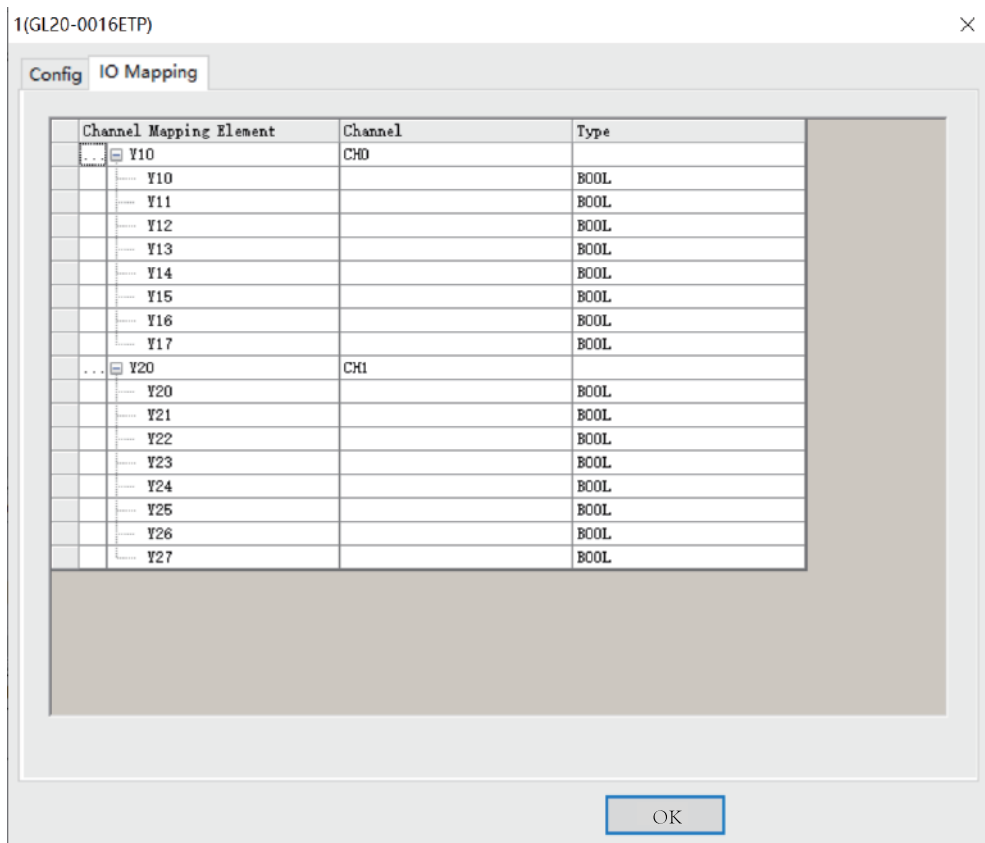 1(GL20-0016ETP)
Config IO Mapping
Channel Mapping Element Channel Type
... Y10 CH0
Y10 BOOL
Y11 BOOL
Y12 BOOL
Y13 BOOL
Y14 BOOL
Y15 BOOL
Y16 BOOL
Y17 BOOL
... Y20 CH1
Y20 BOOL
Y21 BOOL
Y22 BOOL
Y23 BOOL
Y24 BOOL
Y25 BOOL
Y26 BOOL
Y27 BOOL
OK